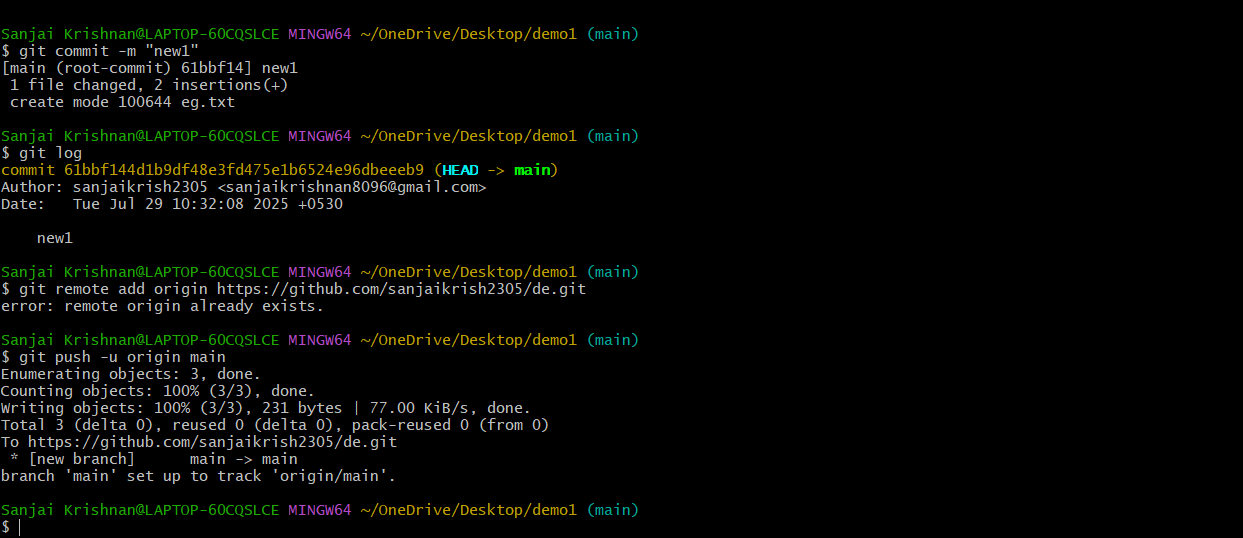 Sanjai Krishnan@LAPTOP-6OCQSLCE MINGW64 ~/OneDrive/Desktop/demo1 (main)
$ git commit -m "new1"
[main (root-commit) 61bbf14] new1
 1 file changed, 2 insertions(+)
 create mode 100644 eg.txt

Sanjai Krishnan@LAPTOP-6OCQSLCE MINGW64 ~/OneDrive/Desktop/demo1 (main)
$ git log
commit 61bbf144d1b9df48e3fd475e1b6524e96dbeeeb9 (HEAD -> main)
Author: sanjaikrish2305 <sanjaikrishnan8096@gmail.com>
Date:   Tue Jul 29 10:32:08 2025 +0530

    new1

Sanjai Krishnan@LAPTOP-6OCQSLCE MINGW64 ~/OneDrive/Desktop/demo1 (main)
$ git remote add origin https://github.com/sanjaikrish2305/de.git
error: remote origin already exists.

Sanjai Krishnan@LAPTOP-6OCQSLCE MINGW64 ~/OneDrive/Desktop/demo1 (main)
$ git push -u origin main
Enumerating objects: 3, done.
Counting objects: 100% (3/3), done.
Writing objects: 100% (3/3), 231 bytes | 77.00 KiB/s, done.
Total 3 (delta 0), reused 0 (delta 0), pack-reused 0 (from 0)
To https://github.com/sanjaikrish2305/de.git
 * [new branch]      main -> main
branch 'main' set up to track 'origin/main'.

Sanjai Krishnan@LAPTOP-6OCQSLCE MINGW64 ~/OneDrive/Desktop/demo1 (main)
$